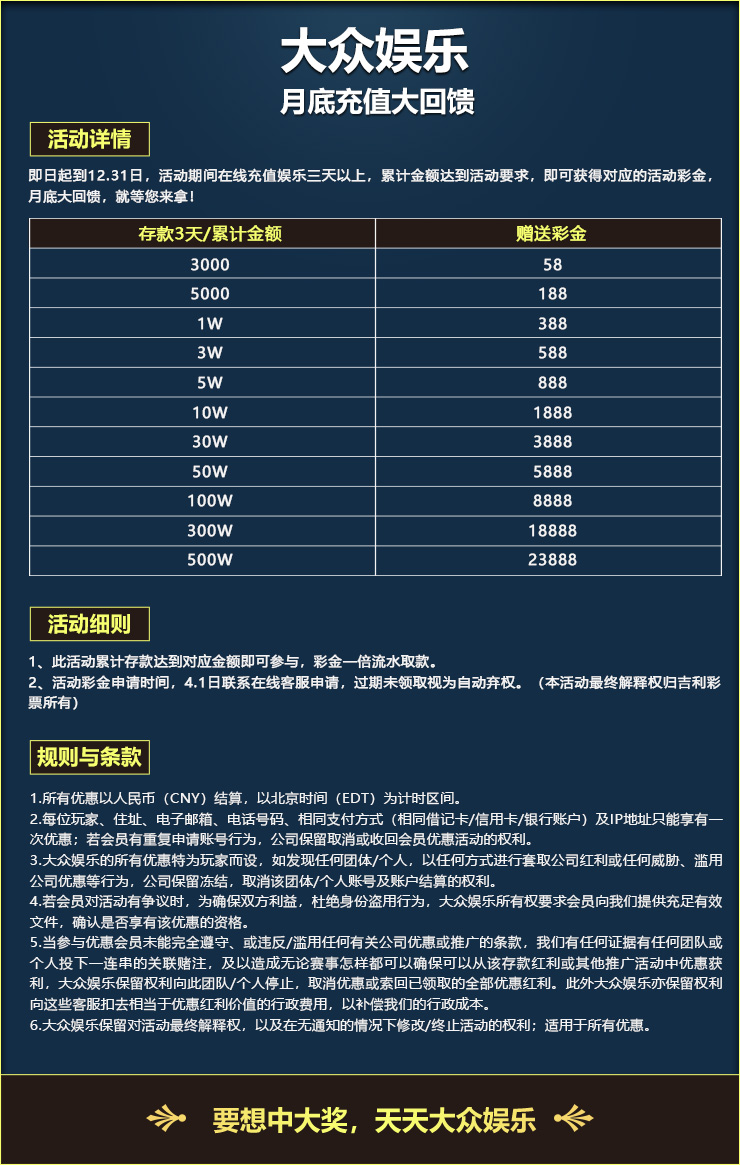 大众娱乐
月底充值大回馈
活动详情
即日起到12.31日，活动期间在线充值娱乐三天以上，累计金额达到活动要求，即可获得对应的活动彩金，
月底大回馈，就等您来拿！
存款3天/累计金额 赠送彩金
3000 58
5000 188
1W 388
3W 588
5W 888
10W 1888
30W 3888
50W 5888
100W 8888
300W 18888
500W 23888
活动细则
1、此活动累计存款达到对应金额即可参与，彩金一倍流水取款。
2、活动彩金申请时间，4.1日联系在线客服申请，过期未领取视为自动弃权。（本活动最终解释权归吉利彩
票所有）
规则与条款
1.所有优惠以人民币（CNY）结算，以北京时间（EDT）为计时区间。
2.每位玩家、住址、电子邮箱、电话号码、相同支付方式（相同借记卡/信用卡/银行账户）及IP地址只能享有一
次优惠；若会员有重复申请账号行为，公司保留取消或收回会员优惠活动的权利。
3.大众娱乐的所有优惠特为玩家而设，如发现任何团体/个人，以任何方式进行套取公司红利或任何威胁、滥用
公司优惠等行为，公司保留冻结，取消该团体/个人账号及账户结算的权利。
4.若会员对活动有争议时，为确保双方利益，杜绝身份盗用行为，大众娱乐所有权要求会员向我们提供充足有效
文件，确认是否享有该优惠的资格。
5.当参与优惠会员未能完全遵守、或违反/滥用任何有关公司优惠或推广的条款，我们有任何证据有任何团队或
个人投下一连串的关联赌注，及以造成无论赛事怎样都可以确保可以从该存款红利或其他推广活动中优惠获
利，大众娱乐保留权利向此团队/个人停止，取消优惠或索回已领取的全部优惠红利。此外大众娱乐亦保留权利
向这些客服扣去相当于优惠红利价值的行政费用，以补偿我们的行政成本。
6.大众娱乐保留对活动最终解释权，以及在无通知的情况下修改/终止活动的权利；适用于所有优惠。
要想中大奖，天天大众娱乐